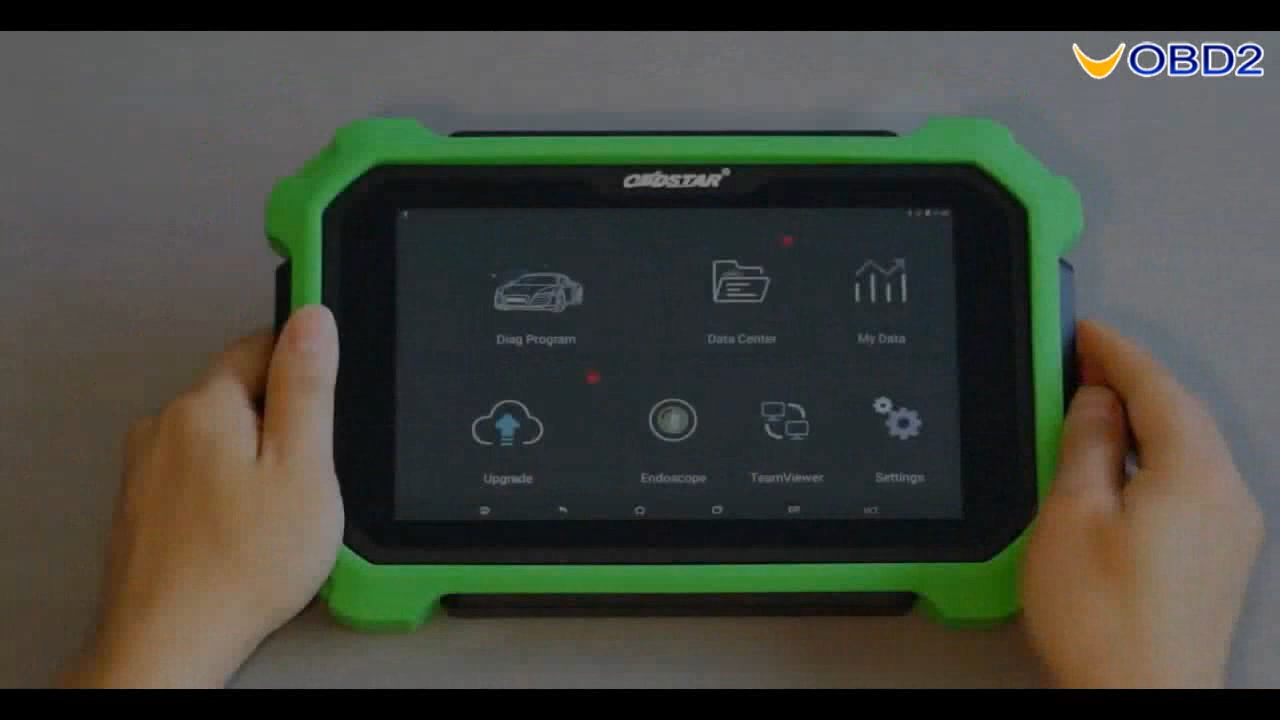 OBD2
OBDSTAR®
Diag Program
Data Center
My Data
Upgrade
Endoscope
TeamViewer
Settings